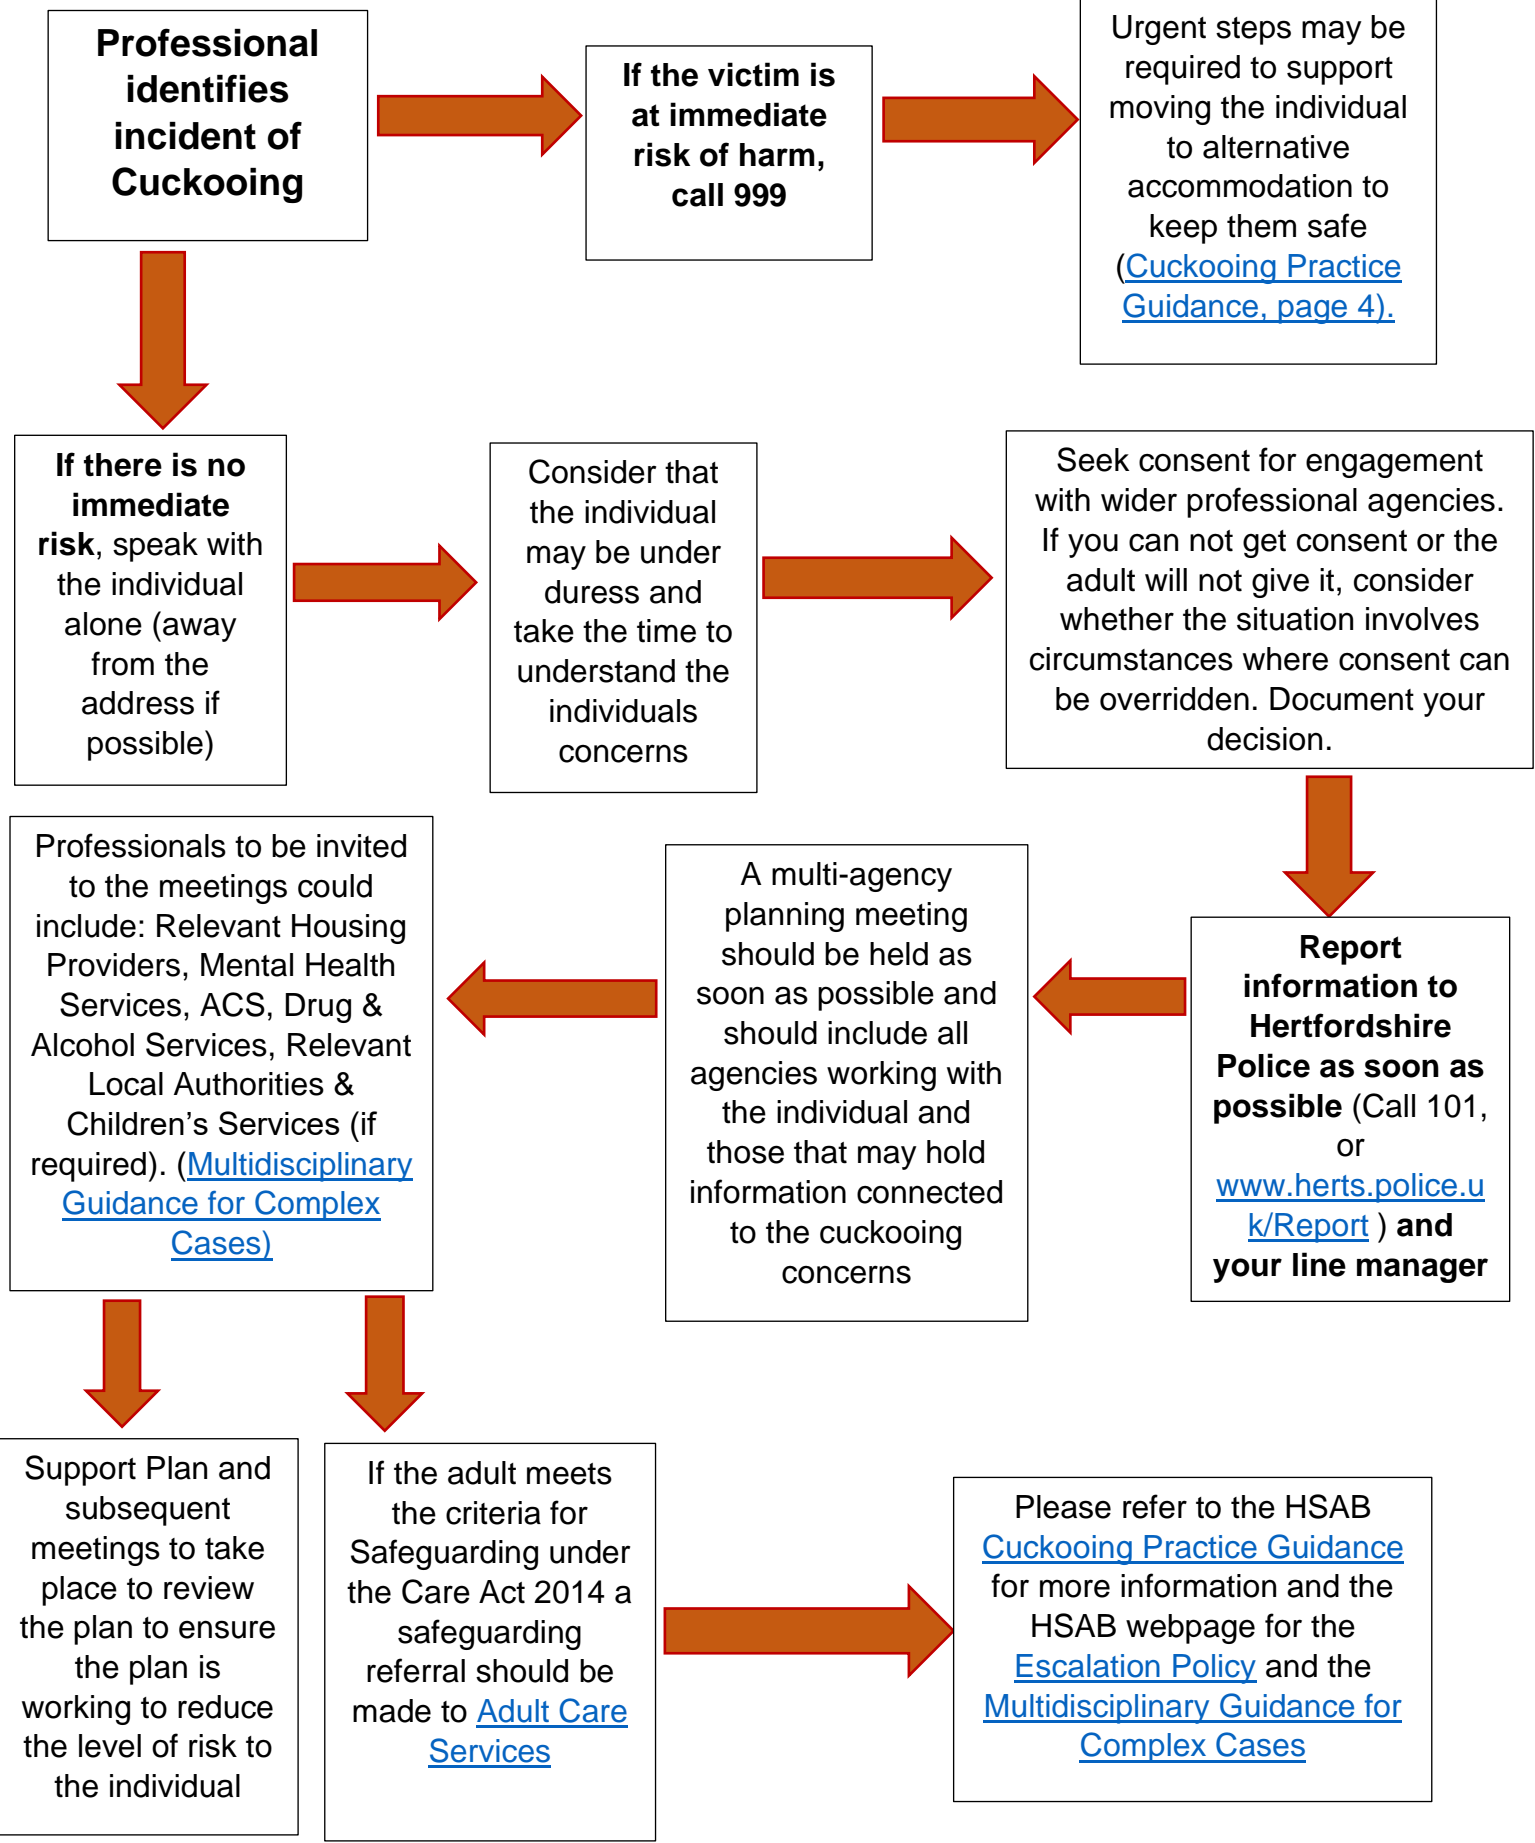 Professional
identifies
incident of
Cuckooing
If the victim is
at immediate
risk of harm,
call 999
Urgent steps may be
required to support
moving the individual
to alternative
accommodation to
keep them safe
(Cuckooing Practice
Guidance, page 4).
If there is no
immediate
risk, speak with
the individual
alone (away
from the
address if
possible)
Consider that
the individual
may be under
duress and
take the time to
understand the
individuals
concerns
Seek consent for engagement
with wider professional agencies.
If you can not get consent or the
adult will not give it, consider
whether the situation involves
circumstances where consent can
be overridden. Document your
decision.
Report
information to
Hertfordshire
Police as soon as
possible (Call 101,
or
www.herts.police.u
k/Report ) and
your line manager
A multi-agency
planning meeting
should be held as
soon as possible and
should include all
agencies working with
the individual and
those that may hold
information connected
to the cuckooing
concerns
Professionals to be invited
to the meetings could
include: Relevant Housing
Providers, Mental Health
Services, ACS, Drug &
Alcohol Services, Relevant
Local Authorities &
Children’s Services (if
required). (Multidisciplinary
Guidance for Complex
Cases)
Support Plan and
subsequent
meetings to take
place to review
the plan to ensure
the plan is
working to reduce
the level of risk to
the individual
If the adult meets
the criteria for
Safeguarding under
the Care Act 2014 a
safeguarding
referral should be
made to Adult Care
Services
Please refer to the HSAB
Cuckooing Practice Guidance
for more information and the
HSAB webpage for the
Escalation Policy and the
Multidisciplinary Guidance for
Complex Cases